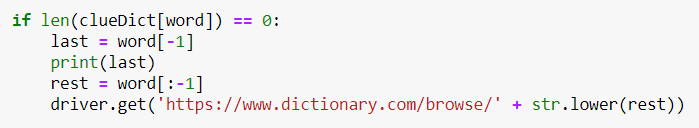 if len(clueDict[word]) == 0:
    last = word[-1]
    print(last)
    rest = word[:-1]
    driver.get('https://www.dictionary.com/browse/' + str.lower(rest))